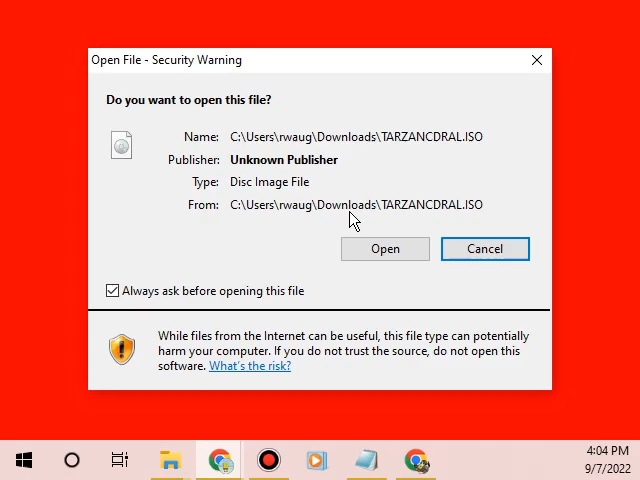 Open File - Security Warning
Do you want to open this file?
Name: C:\Users\rwaug\Downloads\TARZANCDRAL.ISO
Publisher: Unknown Publisher
Type: Disc Image File
From: C:\Users\rwaug\Downloads\TARZANCDRAL.ISO
Open Cancel
Always ask before opening this file
While files from the Internet can be useful, this file type can potentially
harm your computer. If you do not trust the source, do not open this
software. What's the risk?
4:04 PM
9/7/2022